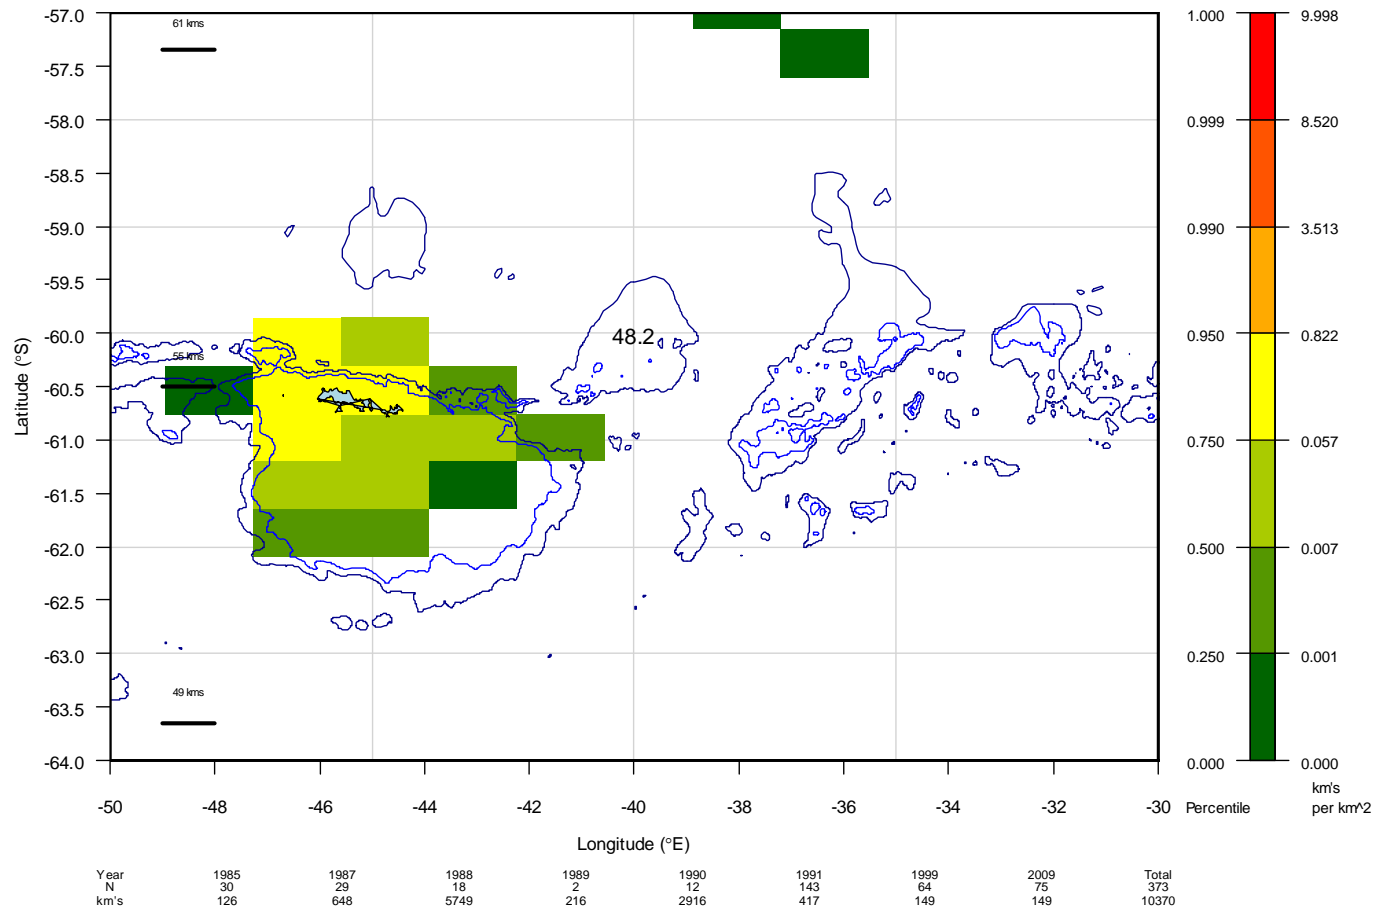 -57.0
-57.5
-58.0
-58.5
-59.0
-59.5
-60.0
-60.5
-61.0
-61.5
-62.0
-62.5
-63.0
-63.5
-64.0
Latitude (°S)
61 kms
55 kms
49 kms
48.2
-50 -48 -46 -44 -42 -40 -38 -36 -34 -32 -30
Longitude (°E)
1.000 9.998
0.999 8.520
0.990 3.513
0.950 0.822
0.750 0.057
0.500 0.007
0.250 0.001
0.000 0.000
Percentile
km's
per km^2
Year 1985 1987 1988 1989 1990 1991 1999 2009 Total
N 30 29 18 2 12 143 64 75 373
km's 126 648 5749 216 2916 417 149 149 10370